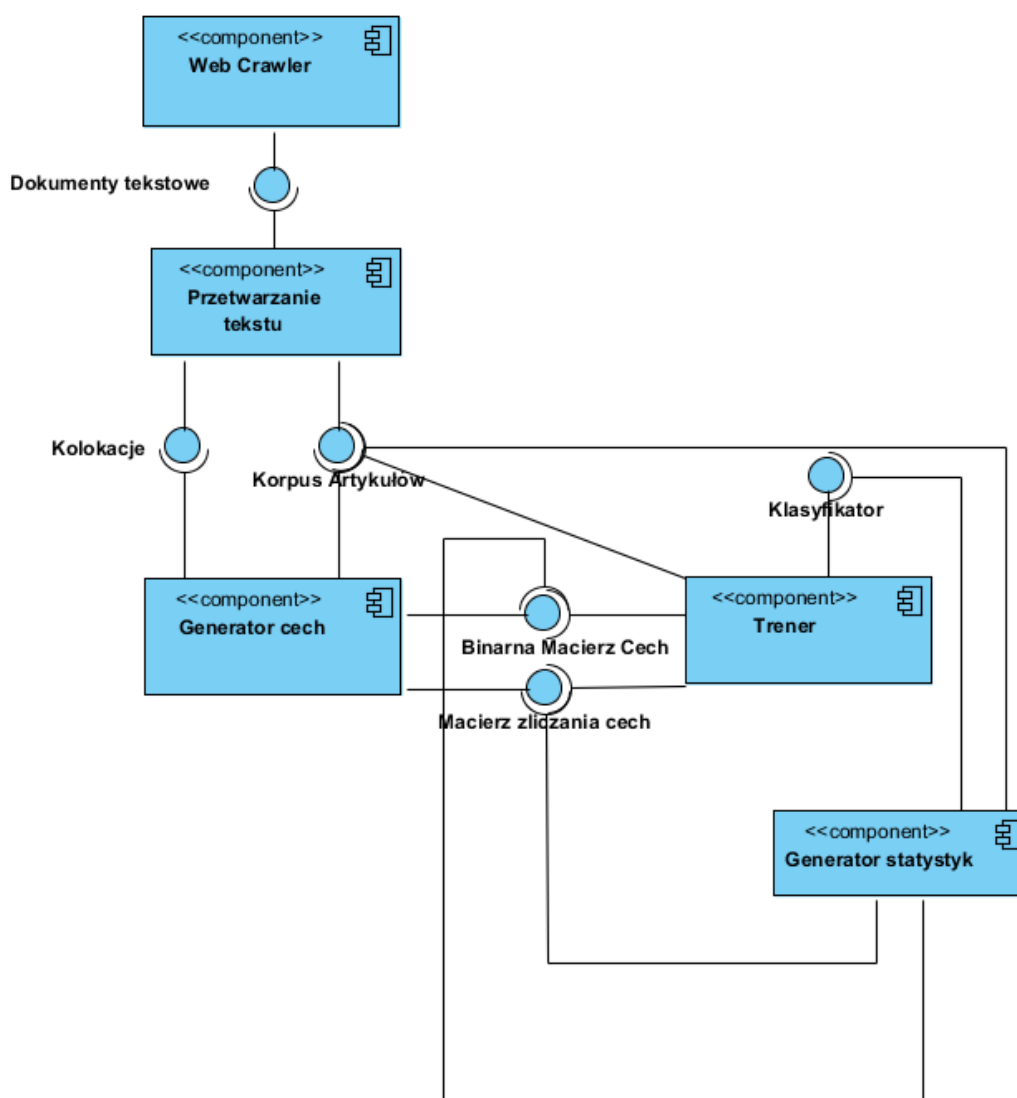 <<component>>
Web Crawler
Dokumenty tekstowe
<<component>>
Przetwarzanie
tekstu
Kolokacje
Korpus Artykułów
Klasyfikator
<<component>>
Generator cech
Binarna Macierz Cech
Macierz zliczania cech
<<component>>
Trener
<<component>>
Generator statystyk